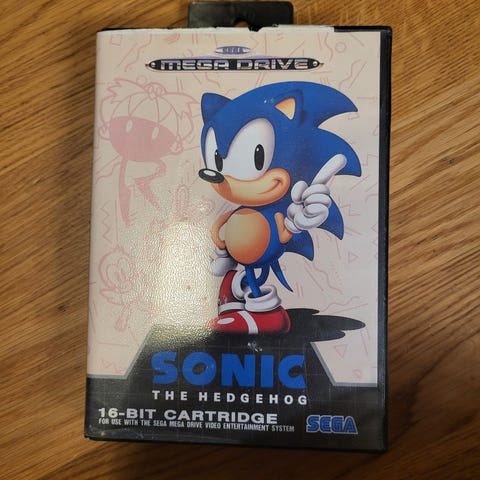 SEGA
MEGA DRIVE
SONIC
THE HEDGEHOG
16-BIT CARTRIDGE
FOR USE WITH THE SEGA MEGA DRIVE VIDEO ENTERTAINMENT SYSTEM
SEGA